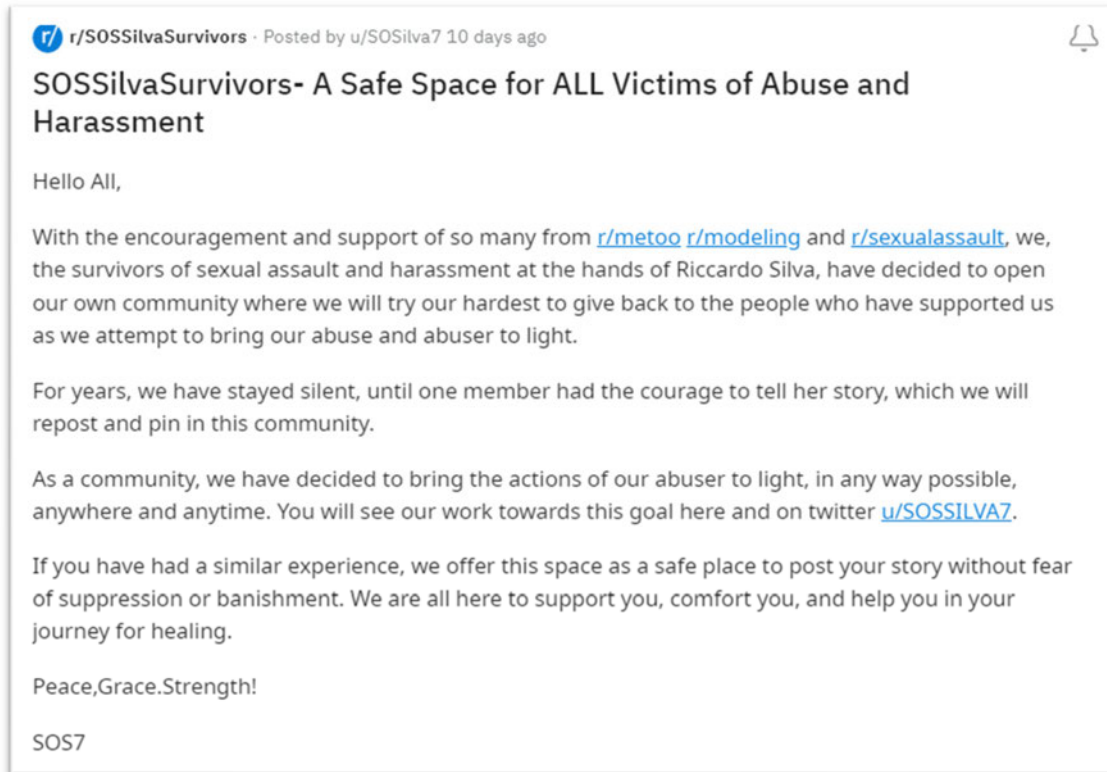 r/ r/SOSSilvaSurvivors · Posted by u/SOSilva7 10 days ago
SOSSilvaSurvivors- A Safe Space for ALL Victims of Abuse and
Harassment
Hello All,
With the encouragement and support of so many from r/metoo r/modeling and r/sexualassault, we,
the survivors of sexual assault and harassment at the hands of Riccardo Silva, have decided to open
our own community where we will try our hardest to give back to the people who have supported us
as we attempt to bring our abuse and abuser to light.
For years, we have stayed silent, until one member had the courage to tell her story, which we will
repost and pin in this community.
As a community, we have decided to bring the actions of our abuser to light, in any way possible,
anywhere and anytime. You will see our work towards this goal here and on twitter u/SOSSILVA7.
If you have had a similar experience, we offer this space as a safe place to post your story without fear
of suppression or banishment. We are all here to support you, comfort you, and help you in your
journey for healing.
Peace,Grace.Strength!
SOS7